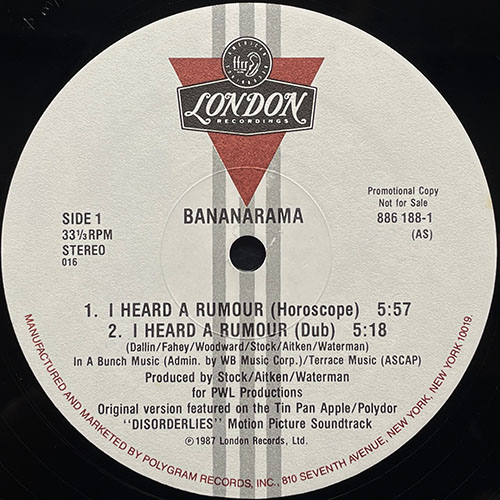 ffrr
LONDON
RECORDINGS
Promotional Copy
Not for Sale
886 188-1
(AS)
SIDE 1
33⅓ RPM
STEREO
016
BANANARAMA
1. I HEARD A RUMOUR (Horoscope) 5:57
2. I HEARD A RUMOUR (Dub) 5:18
(Dallin/Fahey/Woodward/Stock/Aitken/Waterman)
In A Bunch Music (Admin. by WB Music Corp.)/Terrace Music (ASCAP)
Produced by Stock/Aitken/Waterman
for PWL Productions
Original version featured on the Tin Pan Apple/Polydor
"DISORDERLIES" Motion Picture Soundtrack
℗ 1987 London Records, Ltd.
MANUFACTURED AND MARKETED BY POLYGRAM RECORDS, INC., 810 SEVENTH AVENUE, NEW YORK, NEW YORK 10019.